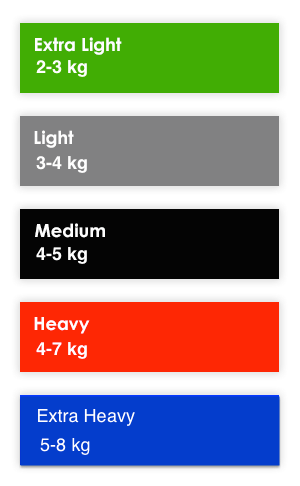 Extra Light
2-3 kg
Light
3-4 kg
Medium
4-5 kg
Heavy
4-7 kg
Extra Heavy
5-8 kg